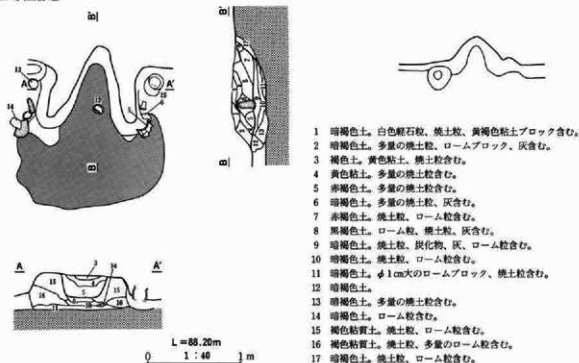 1 暗褐色土。白色軽石粒、焼土粒、黄褐色粘土ブロック含む。
2 暗褐色土。多量の焼土粒、ロームブロック、灰含む。
3 褐色土。黄色粘土、焼土粒含む。
4 黄色粘土。多量の焼土粒含む。
5 赤褐色土。多量の焼土粒含む。
6 暗褐色土。多量の焼土粒、灰含む。
7 赤褐色土。焼土粒、ローム粒含む。
8 黒褐色土。ローム粒、焼土粒、灰含む。
9 暗褐色土。焼土粒、炭化物、灰、ローム粒含む。
10 暗褐色土。焼土粒、ローム粒含む。
11 暗褐色土。φ1cm大のロームブロック、焼土粒含む。
12 暗褐色土。
13 暗褐色土。多量の焼土粒含む。
14 暗褐色土。ローム粒含む。
15 褐色粘質土。焼土粒、ローム粒含む。
16 褐色粘質土。焼土粒、多量のローム粒含む。
17 暗褐色土。焼土粒、ローム粒含む。
B'
B'
A
A'
B
B
A
A'
L=88.20m
0 1:40 1m